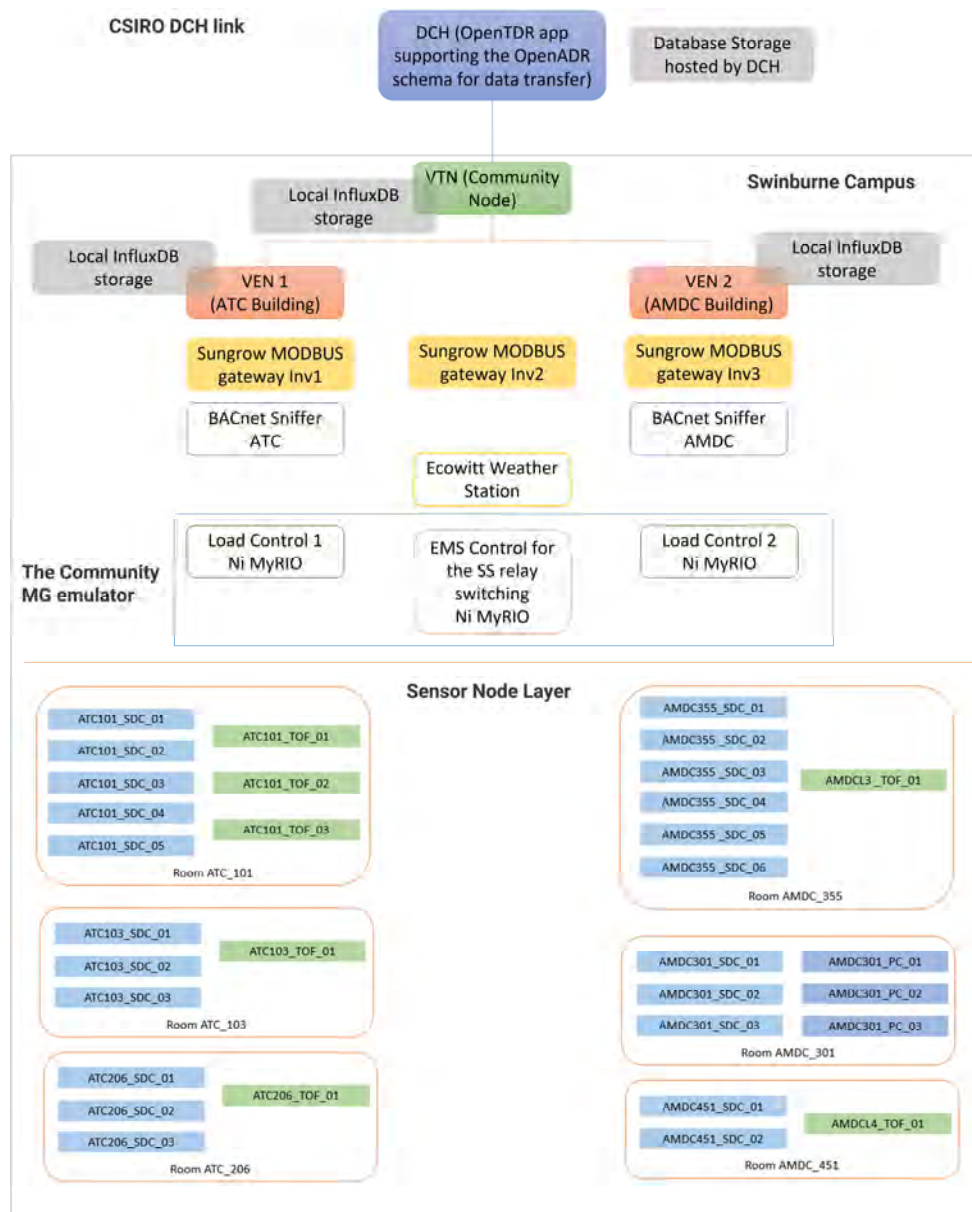 CSIRO DCH link
DCH (OpenTDR app
supporting the OpenADR
schema for data transfer)
Database Storage
hosted by DCH
VTN (Community
Node)
Local InfluxDB
storage
Swinburne Campus
Local InfluxDB
storage
VEN 1
(ATC Building)
VEN 2
(AMDC Building)
Local InfluxDB
storage
Sungrow MODBUS
gateway Inv1
Sungrow MODBUS
gateway Inv2
Sungrow MODBUS
gateway Inv3
BACnet Sniffer
ATC
BACnet Sniffer
AMDC
Ecowitt Weather
Station
The Community
MG emulator
Load Control 1
Ni MyRIO
EMS Control for
the SS relay
switching
Ni MyRIO
Load Control 2
Ni MyRIO
Sensor Node Layer
ATC101_SDC_01
ATC101_SDC_02
ATC101_SDC_03
ATC101_SDC_04
ATC101_SDC_05
ATC101_TOF_01
ATC101_TOF_02
ATC101_TOF_03
Room ATC_101
AMDC355_SDC_01
AMDC355 _SDC_02
AMDC355 _SDC_03
AMDC355 _SDC_04
AMDC355 _SDC_05
AMDC355 _SDC_06
AMDCL3 _TOF_01
Room AMDC_355
ATC103_SDC_01
ATC103_SDC_02
ATC103_SDC_03
ATC103_TOF_01
Room ATC_103
AMDC301_SDC_01
AMDC301_SDC_02
AMDC301_SDC_03
AMDC301_PC_01
AMDC301_PC_02
AMDC301_PC_03
Room AMDC_301
ATC206_SDC_01
ATC206_SDC_02
ATC206_SDC_03
ATC206_TOF_01
Room ATC_206
AMDC451_SDC_01
AMDC451_SDC_02
AMDCL4_TOF_01
Room AMDC_451